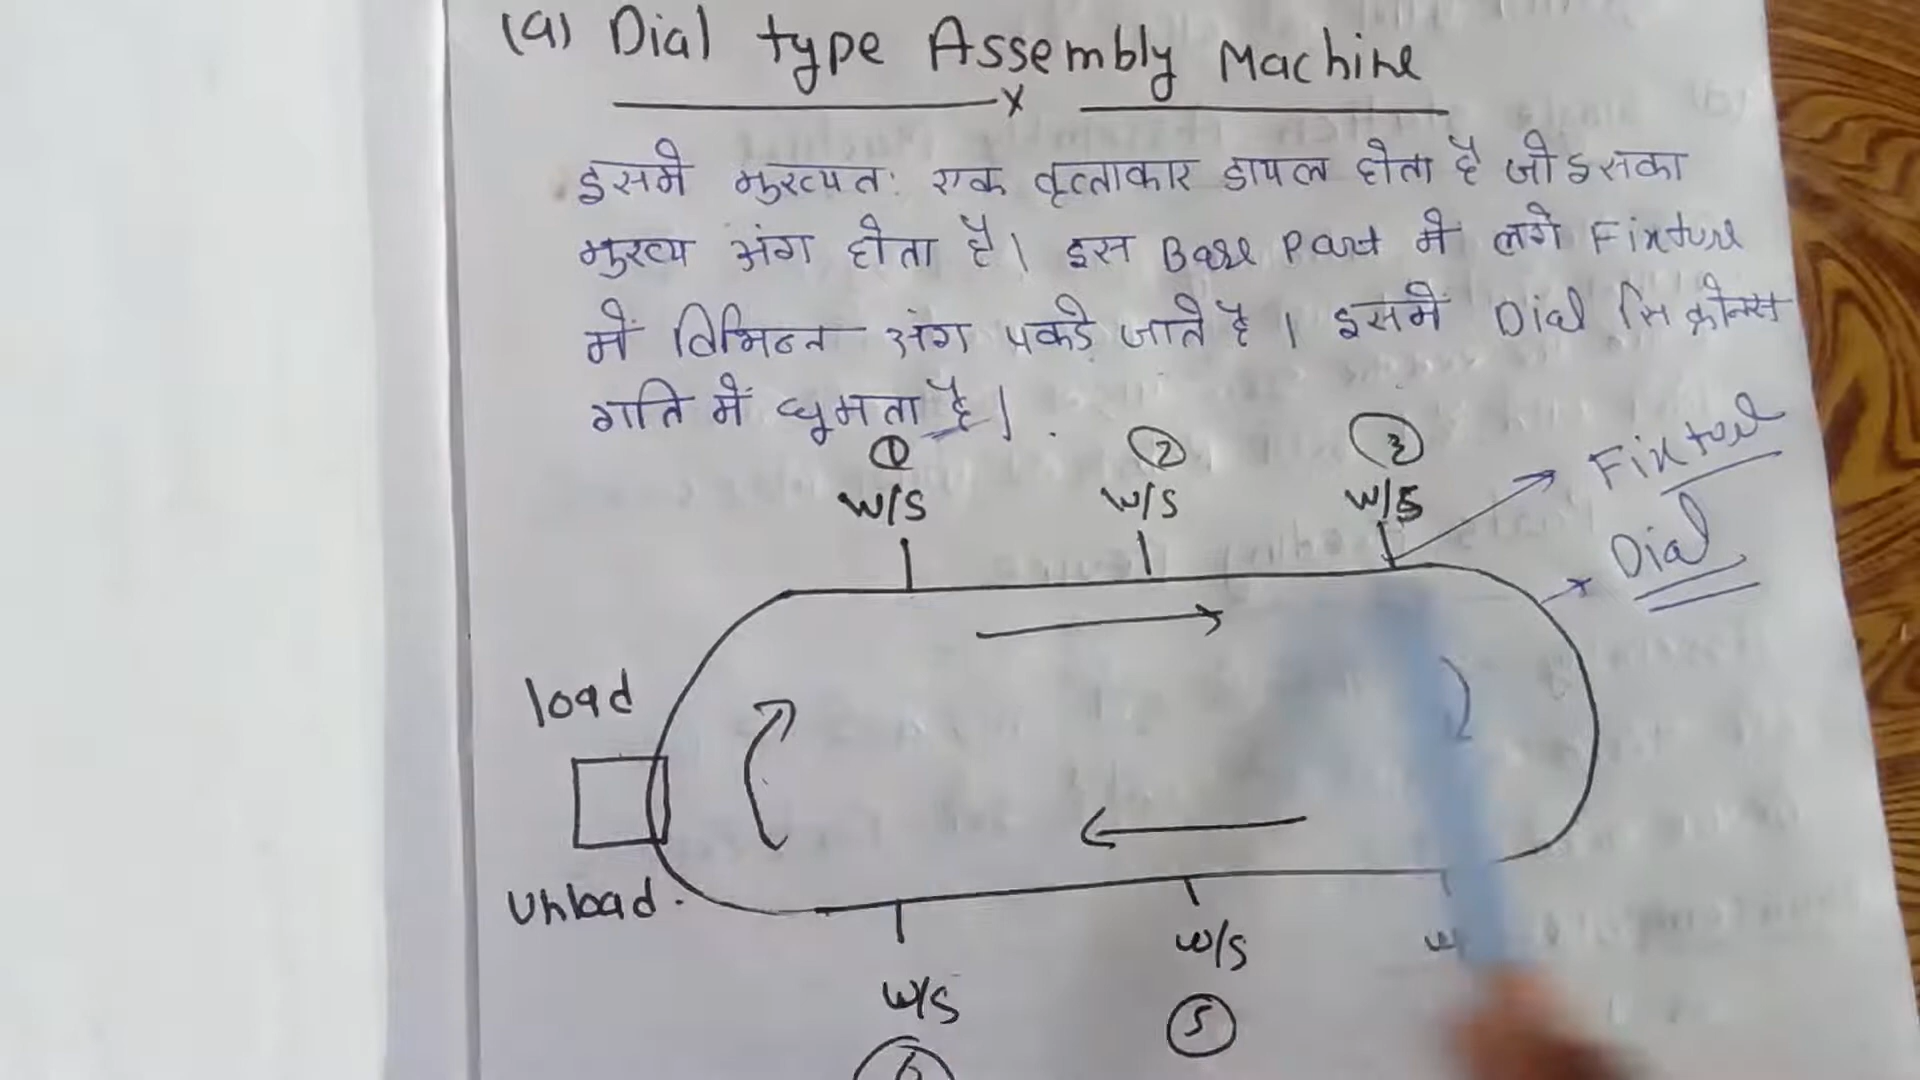 (a) Dial type Assembly Machine
x
इसमे मुख्यतः एक वृत्ताकार डायल होता है जो इसका
मुख्य अंग होता है। इस Base Part में लगे Fixture
में विभिन्न अंग पकडे जाते है। इसमें Dial
गति में घूमता है।
① ② ③
W/S W/S W/S
Fixture
Dial
load
unload.
W/S W/S
⑤
6